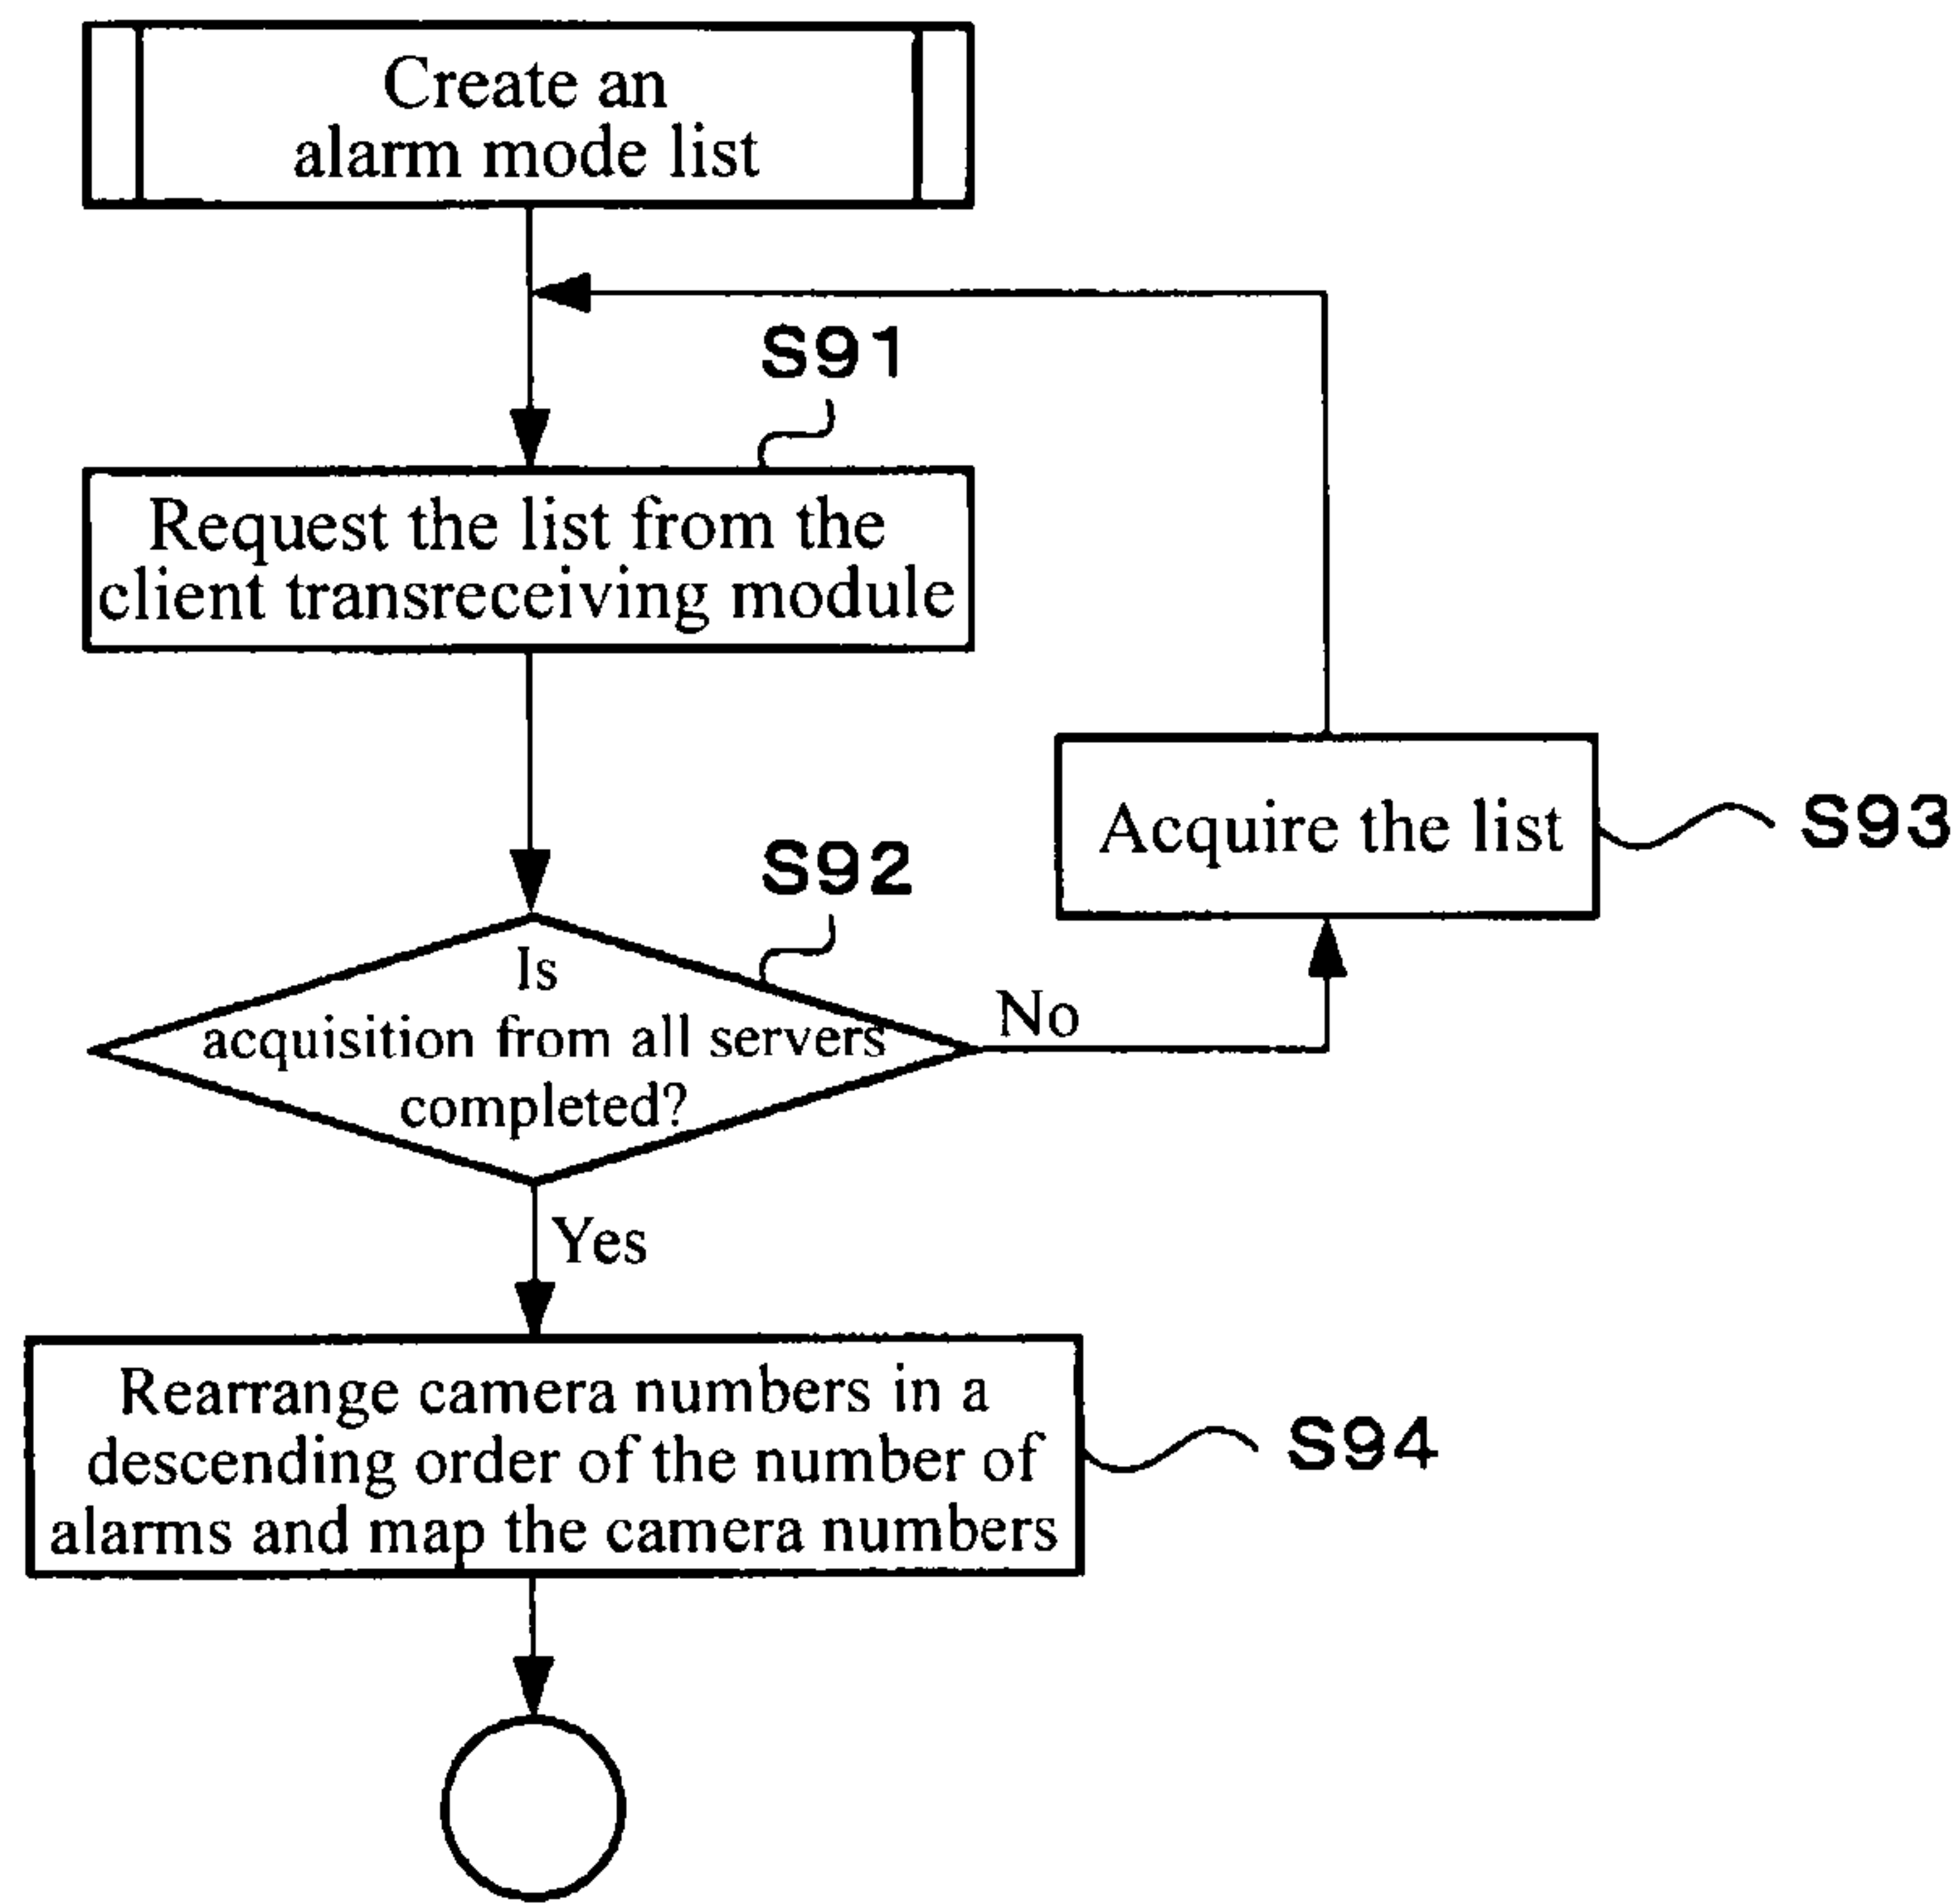 Create an
alarm mode list
S91
Request the list from the
client transreceiving module
Acquire the list
S93
S92
Is
acquisition from all servers
completed?
No
Yes
Rearrange camera numbers in a
descending order of the number of
alarms and map the camera numbers
S94